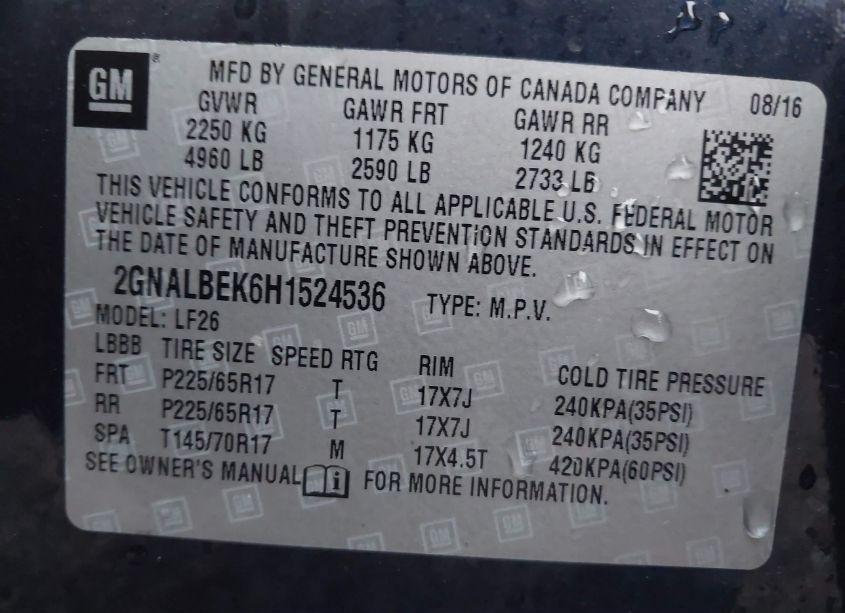 GM
MFD BY GENERAL MOTORS OF CANADA COMPANY 08/16
GVWR GAWR FRT GAWR RR
2250 KG 1175 KG 1240 KG
4960 LB 2590 LB 2733 LB
THIS VEHICLE CONFORMS TO ALL APPLICABLE U.S. FEDERAL MOTOR
VEHICLE SAFETY AND THEFT PREVENTION STANDARDS IN EFFECT ON
THE DATE OF MANUFACTURE SHOWN ABOVE.
2GNALBEK6H1524536 TYPE: M.P.V.
MODEL: LF26
LBBB TIRE SIZE SPEED RTG RIM COLD TIRE PRESSURE
FRT P225/65R17 T 17X7J 240KPA(35PSI)
RR P225/65R17 T 17X7J 240KPA(35PSI)
SPA T145/70R17 M 17X4.5T 420KPA(60PSI)
SEE OWNER'S MANUAL i FOR MORE INFORMATION.